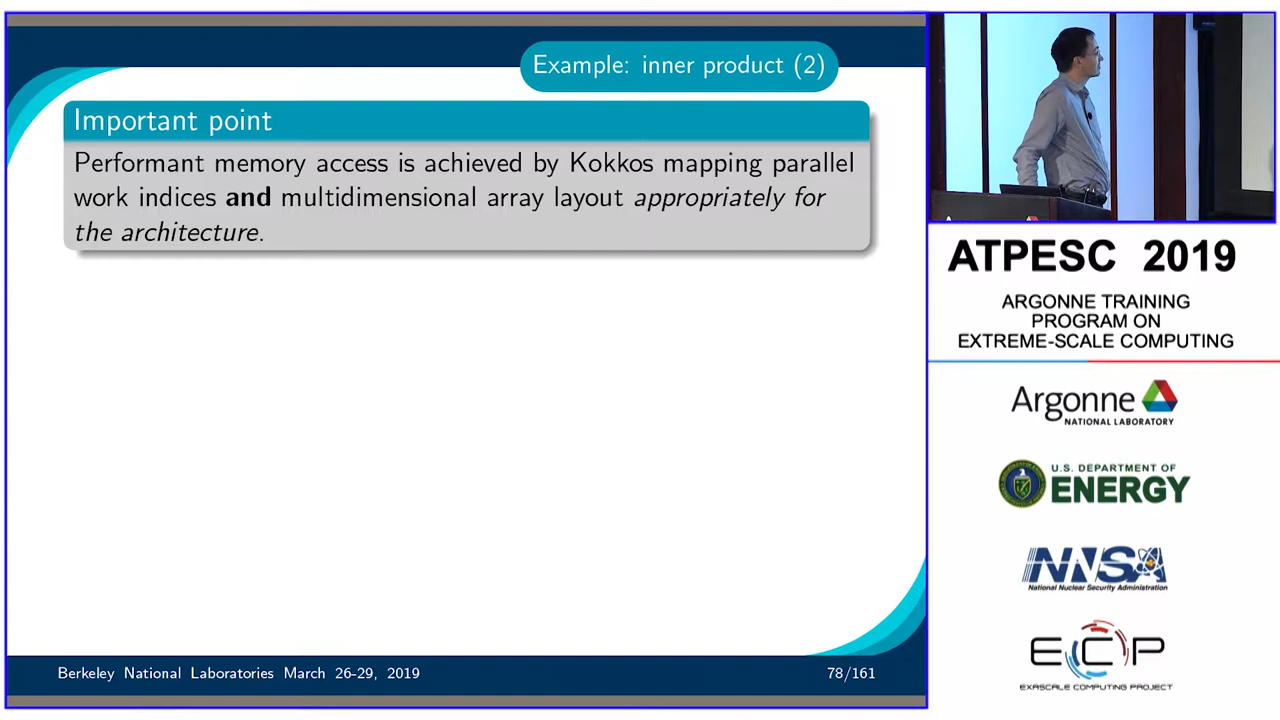 Example: inner product (2)
Important point
Performant memory access is achieved by Kokkos mapping parallel
work indices and multidimensional array layout appropriately for
the architecture.
Berkeley National Laboratories March 26-29, 2019
78/161
ATPESC 2019
ARGONNE TRAINING
PROGRAM ON
EXTREME-SCALE COMPUTING
Argonne
NATIONAL LABORATORY
U.S. DEPARTMENT OF
ENERGY
NNSA
National Nuclear Security Administration
ECP
EXASCALE COMPUTING PROJECT